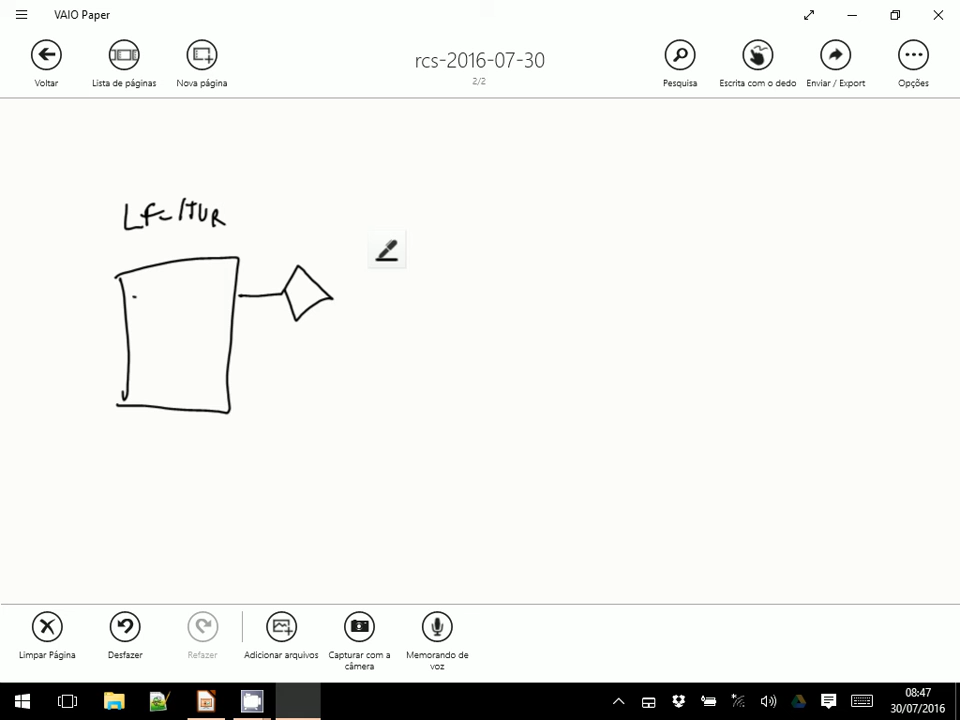 VAIO Paper
Voltar
Lista de páginas
Nova página
rcs-2016-07-30
2/2
Pesquisa
Escrita com o dedo
Enviar / Export
Opções
Limpar Página
Desfazer
Refazer
Adicionar arquivos
Capturar com a
câmera
Memorando de
voz
08:47
30/07/2016